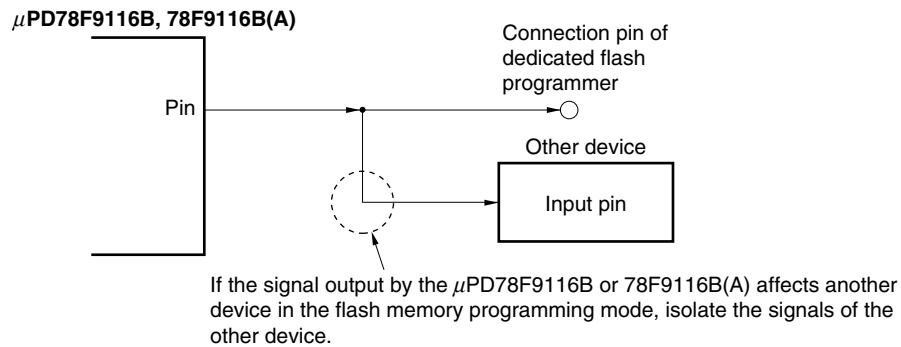 μPD78F9116B, 78F9116B(A)
Connection pin of
dedicated flash
programmer
Pin
Other device
Input pin
If the signal output by the μPD78F9116B or 78F9116B(A) affects another
device in the flash memory programming mode, isolate the signals of the
other device.